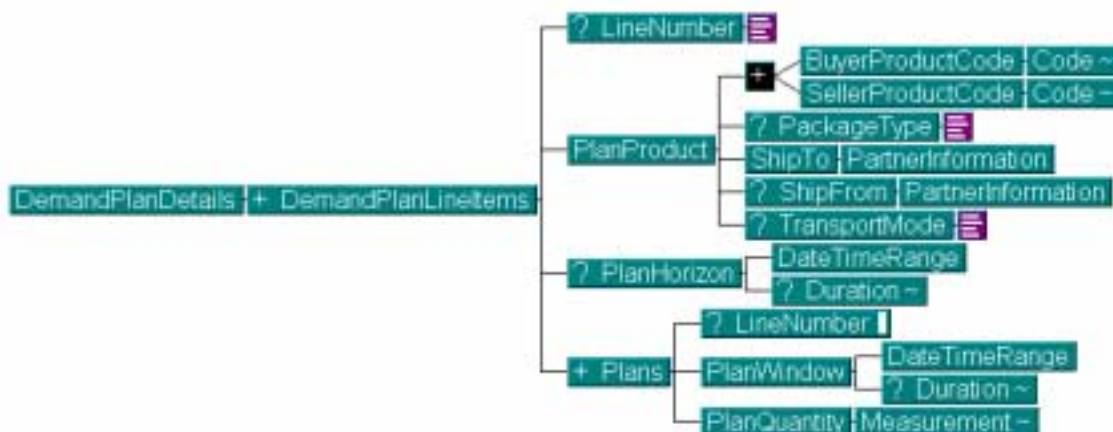 ? LineNumber
+
BuyerProductCode Code ~
SellerProductCode Code ~
PlanProduct
? PackageType
ShipTo PartnerInformation
? ShipFrom PartnerInformation
? TransportMode
DemandPlanDetails + DemandPlanLineItems
? PlanHorizon
DateTimeRange
? Duration ~
+ Plans
? LineNumber
PlanWindow
DateTimeRange
? Duration ~
PlanQuantity Measurement ~